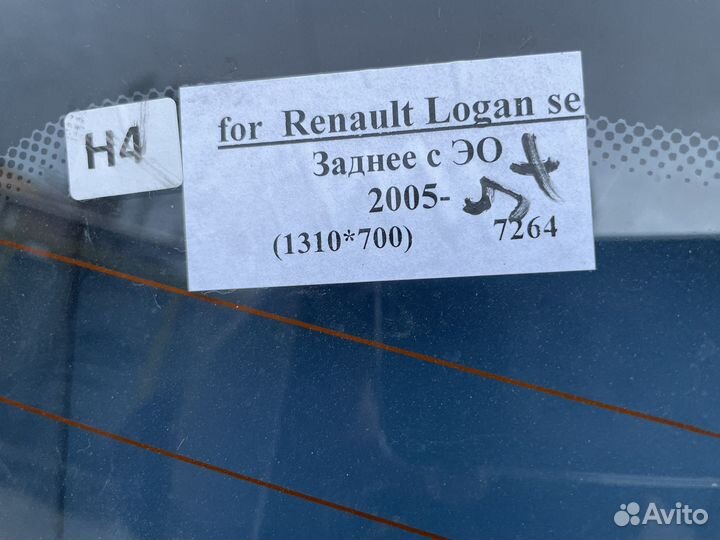 H4
for Renault Logan se
Заднее с ЭО
2005-
(1310*700) 7264
Avito